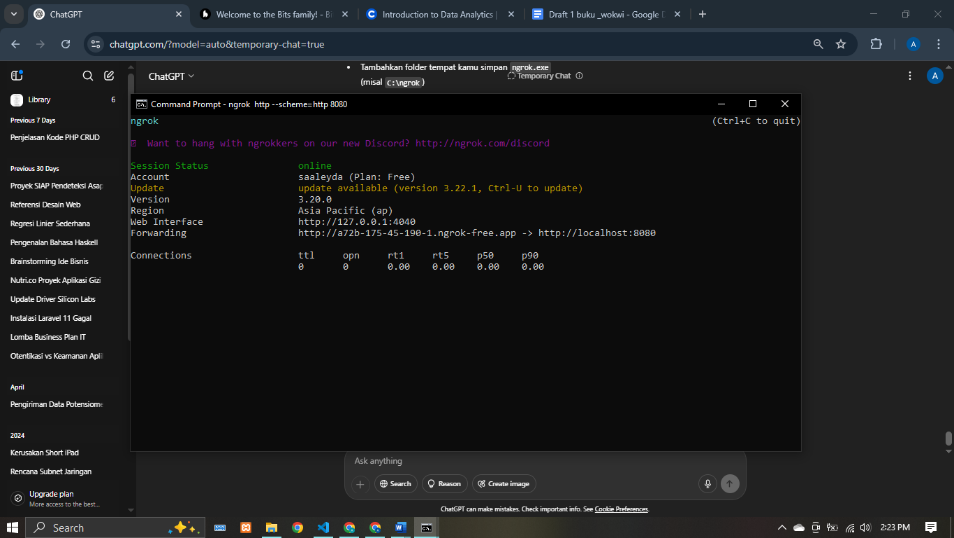 ChatGPT
Welcome to the Bits family! - Bi
Introduction to Data Analytics |
Draft 1 buku _wokwi - Google D
chatgpt.com/?model=auto&temporary-chat=true
A
ChatGPT
Temporary Chat
A
Library 6
Previous 7 Days
Penjelasan Kode PHP CRUD
Previous 30 Days
Proyek SIAP Pendeteksi Asap
Referensi Desain Web
Regresi Linier Sederhana
Pengenalan Bahasa Haskell
Brainstorming Ide Bisnis
Nutri.co Proyek Aplikasi Gizi
Update Driver Silicon Labs
Instalasi Laravel 11 Gagal
Lomba Business Plan IT
Otentikasi vs Keamanan Apli
April
Pengiriman Data Potensiome
2024
Kerusakan Short iPad
Rencana Subnet Jaringan
Upgrade plan
More access to the best...
Tambahkan folder tempat kamu simpan ngrok.exe
(misal C:\ngrok)
Command Prompt - ngrok http --scheme=http 8080
ngrok (Ctrl+C to quit)
Want to hang with ngrokkers on our new Discord? http://ngrok.com/discord
Session Status online
Account saaleyda (Plan: Free)
Update update available (version 3.22.1, Ctrl-U to update)
Version 3.20.0
Region Asia Pacific (ap)
Web Interface http://127.0.0.1:4040
Forwarding http://a72b-175-45-190-1.ngrok-free.app -> http://localhost:8080
Connections ttl opn rt1 rt5 p50 p90
0 0 0.00 0.00 0.00 0.00
Ask anything
Search Reason Create image
ChatGPT can make mistakes. Check important info. See Cookie Preferences.
Search
2:23 PM